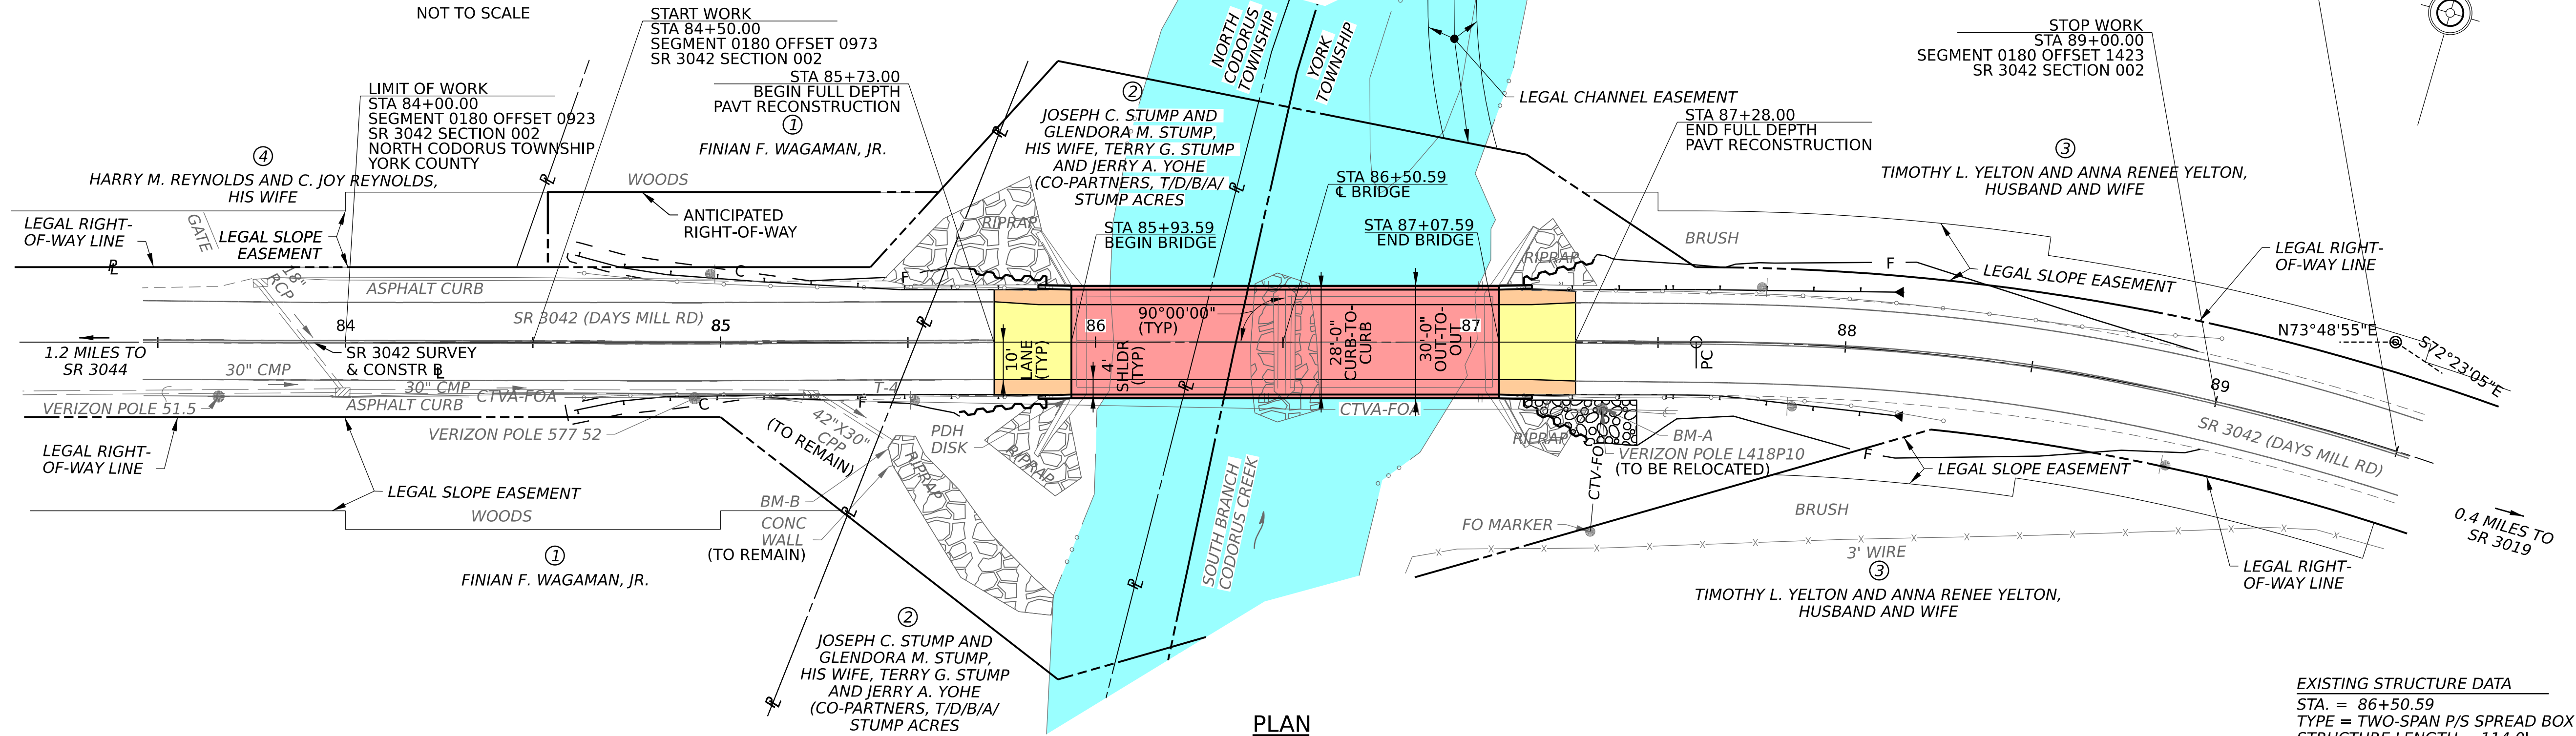 NOT TO SCALE
START WORK
STA 84+50.00
SEGMENT 0180 OFFSET 0973
SR 3042 SECTION 002
STA 85+73.00
BEGIN FULL DEPTH
PAVT RECONSTRUCTION
①
FINIAN F. WAGAMAN, JR.
LIMIT OF WORK
STA 84+00.00
SEGMENT 0180 OFFSET 0923
SR 3042 SECTION 002
NORTH CODORUS TOWNSHIP
YORK COUNTY
④
HARRY M. REYNOLDS AND C. JOY REYNOLDS,
HIS WIFE
LEGAL RIGHT-
OF-WAY LINE
GATE
LEGAL SLOPE
EASEMENT
WOODS
ANTICIPATED
RIGHT-OF-WAY
②
JOSEPH C. STUMP AND
GLENDORA M. STUMP,
HIS WIFE, TERRY G. STUMP
AND JERRY A. YOHE
(CO-PARTNERS, T/D/B/A/
STUMP ACRES
NORTH
CODORUS
TOWNSHIP
YORK
TOWNSHIP
LEGAL CHANNEL EASEMENT
STA 86+50.59
℄ BRIDGE
STA 85+93.59
BEGIN BRIDGE
STA 87+07.59
END BRIDGE
STA 87+28.00
END FULL DEPTH
PAVT RECONSTRUCTION
STOP WORK
STA 89+00.00
SEGMENT 0180 OFFSET 1423
SR 3042 SECTION 002
③
TIMOTHY L. YELTON AND ANNA RENEE YELTON,
HUSBAND AND WIFE
BRUSH
LEGAL RIGHT-
OF-WAY LINE
LEGAL SLOPE EASEMENT
RIPRAP
RIPRAP
F
F
C
18"
RCP
ASPHALT CURB
SR 3042 (DAYS MILL RD)
84
85
86
87
88
89
90°00'00"
(TYP)
10'
LANE
(TYP)
4'
SHLDR
(TYP)
28'-0"
CURB-TO-
CURB
30'-0"
OUT-TO-
OUT
PC
N73°48'55"E
S72°23'05"E
1.2 MILES TO
SR 3044
SR 3042 SURVEY
& CONSTR ℄
30" CMP
30" CMP
CTVA-FOA
T-4
ASPHALT CURB
C
F
VERIZON POLE 51.5
VERIZON POLE 577 52
LEGAL RIGHT-
OF-WAY LINE
LEGAL SLOPE EASEMENT
WOODS
①
FINIAN F. WAGAMAN, JR.
42"X30"
CPP
(TO REMAIN)
PDH
DISK
RIPRAP
RIPRAP
BM-B
CONC
WALL
(TO REMAIN)
②
JOSEPH C. STUMP AND
GLENDORA M. STUMP,
HIS WIFE, TERRY G. STUMP
AND JERRY A. YOHE
(CO-PARTNERS, T/D/B/A/
STUMP ACRES
SOUTH BRANCH
CODORUS CREEK
CTVA-FOA
RIPRAP
BM-A
VERIZON POLE L418P10
(TO BE RELOCATED)
CTV-FO
FO MARKER
F
LEGAL SLOPE EASEMENT
BRUSH
3' WIRE
③
TIMOTHY L. YELTON AND ANNA RENEE YELTON,
HUSBAND AND WIFE
SR 3042 (DAYS MILL RD)
0.4 MILES TO
SR 3019
LEGAL RIGHT-
OF-WAY LINE
PLAN
EXISTING STRUCTURE DATA
STA. = 86+50.59
TYPE = TWO-SPAN P/S SPREAD BOX